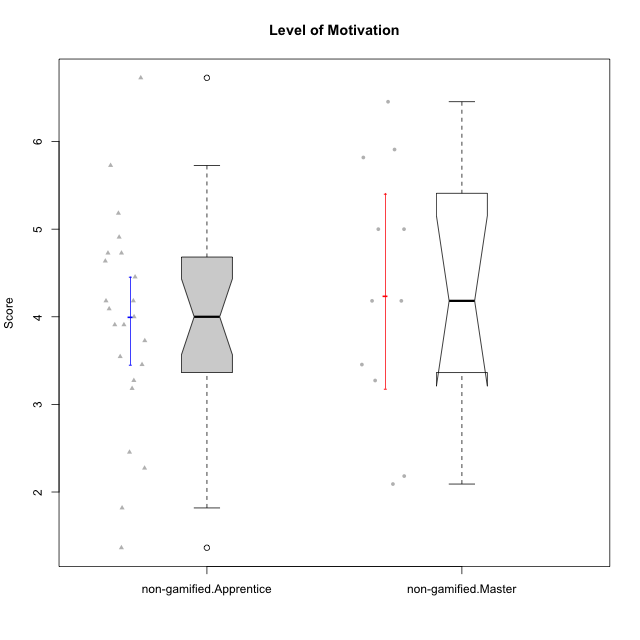 Level of Motivation
Score
6
5
4
3
2
non-gamified.Apprentice
non-gamified.Master